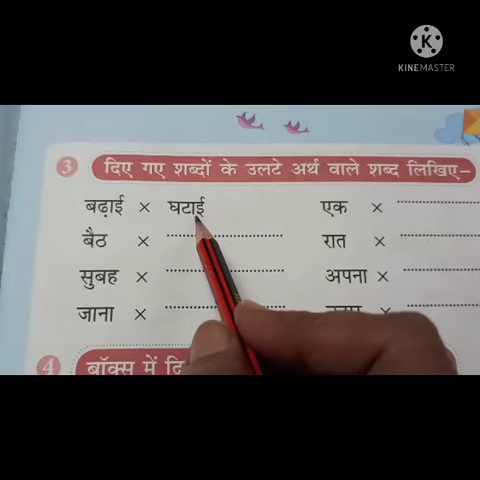 K
KINEMASTER
3 दिए गए शब्दों के उलटे अर्थ वाले शब्द लिखिए–
बढ़ाई × घटाई एक ×
बैठ × रात ×
सुबह × अपना ×
जाना × ×
4 बॉक्स में